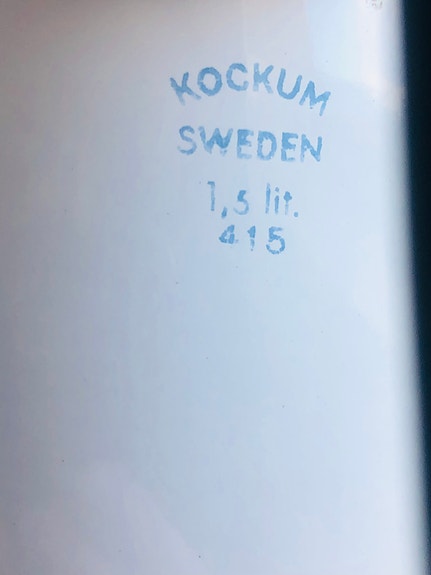 KOCKUM
SWEDEN
1,5 lit.
415